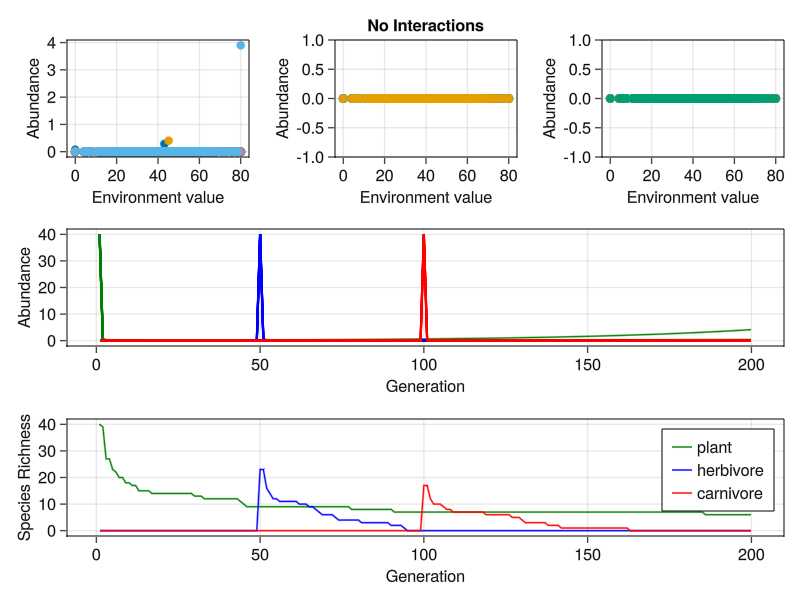 No Interactions
Abundance
4
3
2
1
0
0 20 40 60 80
Environment value
Abundance
1.0
0.5
0.0
-0.5
-1.0
0 20 40 60 80
Environment value
Abundance
1.0
0.5
0.0
-0.5
-1.0
0 20 40 60 80
Environment value
Abundance
40
30
20
10
0
0 50 100 150 200
Generation
Species Richness
40
30
20
10
0
plant
herbivore
carnivore
0 50 100 150 200
Generation